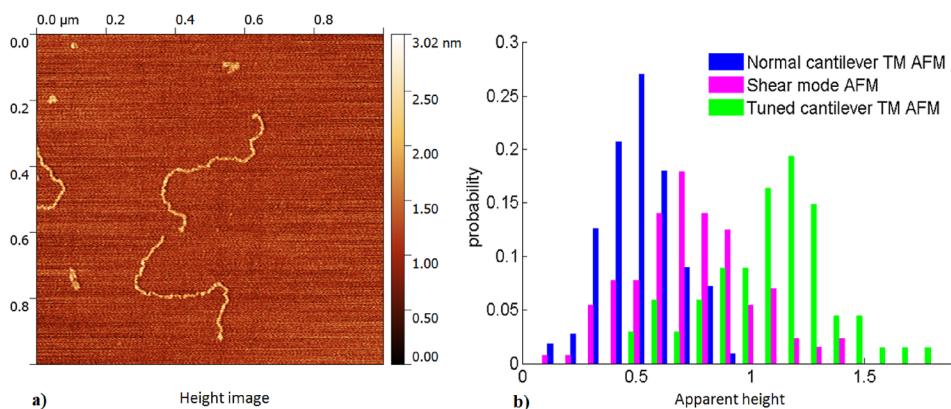 0.0 µm 0.2 0.4 0.6 0.8
0.0
0.2
0.4
0.6
0.8
3.02 nm
2.50
2.00
1.50
1.00
0.50
0.00
a) Height image
0.3
0.25
0.2
0.15
0.1
0.05
0
probability
Normal cantilever TM AFM
Shear mode AFM
Tuned cantilever TM AFM
0.5 1 1.5
b) Apparent height